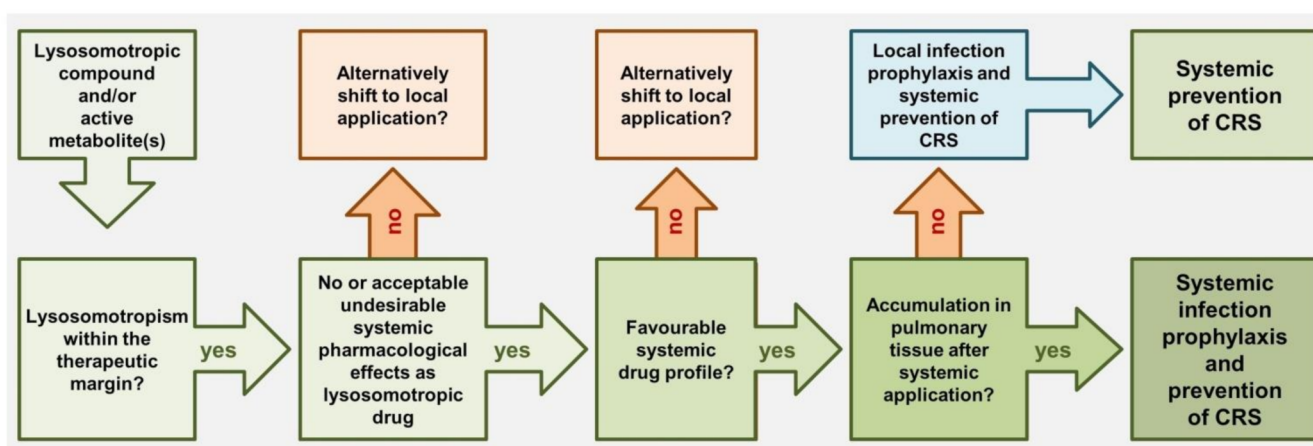 Lysosomotropic
compound
and/or
active
metabolite(s)
Alternatively
shift to local
application?
Alternatively
shift to local
application?
Local infection
prophylaxis and
systemic
prevention of
CRS
Systemic
prevention
of CRS
no
no
no
Lysosomotropism
within the
therapeutic
margin?
yes
No or acceptable
undesirable
systemic
pharmacological
effects as
lysosomotropic
drug
yes
Favourable
systemic
drug profile?
yes
Accumulation in
pulmonary
tissue after
systemic
application?
yes
Systemic
infection
prophylaxis
and
prevention
of CRS